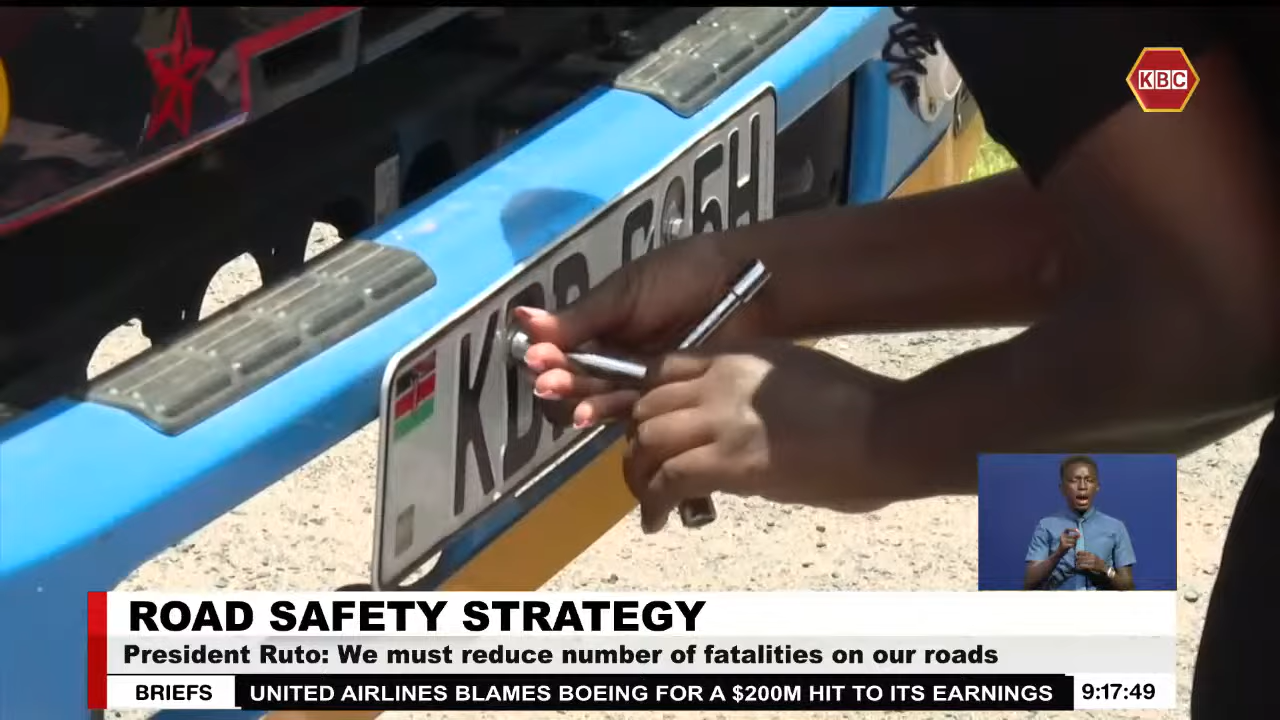 KBC
ROAD SAFETY STRATEGY
President Ruto: We must reduce number of fatalities on our roads
BRIEFS
UNITED AIRLINES BLAMES BOEING FOR A $200M HIT TO ITS EARNINGS
9:17:49